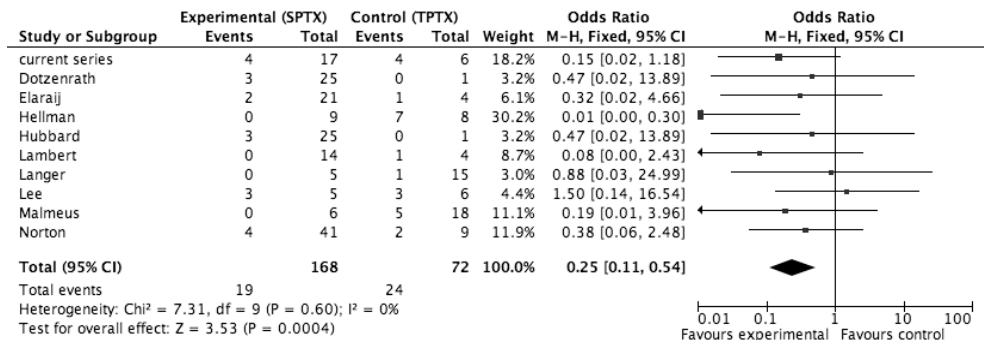 Experimental (SPTX) Control (TPTX) Odds Ratio Odds Ratio
Study or Subgroup Events Total Events Total Weight M-H, Fixed, 95% CI M-H, Fixed, 95% CI
current series 4 17 4 6 18.2% 0.15 [0.02, 1.18]
Dotzenrath 3 25 0 1 3.2% 0.47 [0.02, 13.89]
Elaraij 2 21 1 4 6.1% 0.32 [0.02, 4.66]
Hellman 0 9 7 8 30.2% 0.01 [0.00, 0.30]
Hubbard 3 25 0 1 3.2% 0.47 [0.02, 13.89]
Lambert 0 14 1 4 8.7% 0.08 [0.00, 2.43]
Langer 0 5 1 15 3.0% 0.88 [0.03, 24.99]
Lee 3 5 3 6 4.4% 1.50 [0.14, 16.54]
Malmeus 0 6 5 18 11.1% 0.19 [0.01, 3.96]
Norton 4 41 2 9 11.9% 0.38 [0.06, 2.48]
Total (95% CI) 168 72 100.0% 0.25 [0.11, 0.54]
Total events 19 24
Heterogeneity: Chi² = 7.31, df = 9 (P = 0.60); I² = 0%
Test for overall effect: Z = 3.53 (P = 0.0004)
0.01 0.1 1 10 100
Favours experimental Favours control